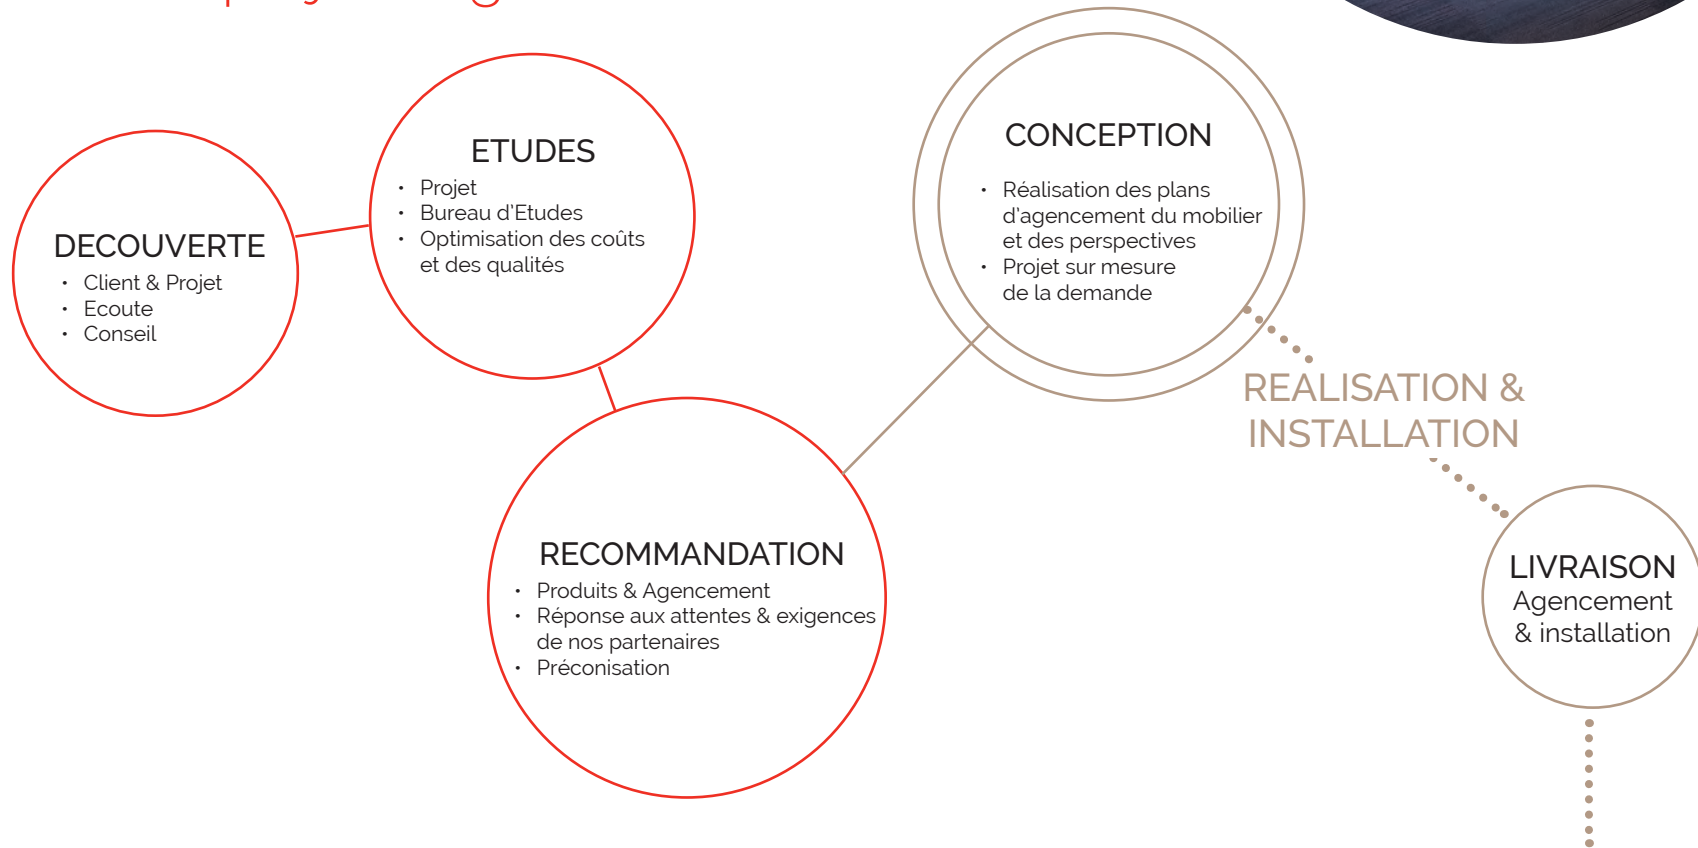 DECOUVERTE
• Client & Projet
• Ecoute
• Conseil
ETUDES
• Projet
• Bureau d'Etudes
• Optimisation des coûts
et des qualités
RECOMMANDATION
• Produits & Agencement
• Réponse aux attentes & exigences
de nos partenaires
• Préconisation
CONCEPTION
• Réalisation des plans
d'agencement du mobilier
et des perspectives
• Projet sur mesure
de la demande
REALISATION &
INSTALLATION
LIVRAISON
Agencement
& installation